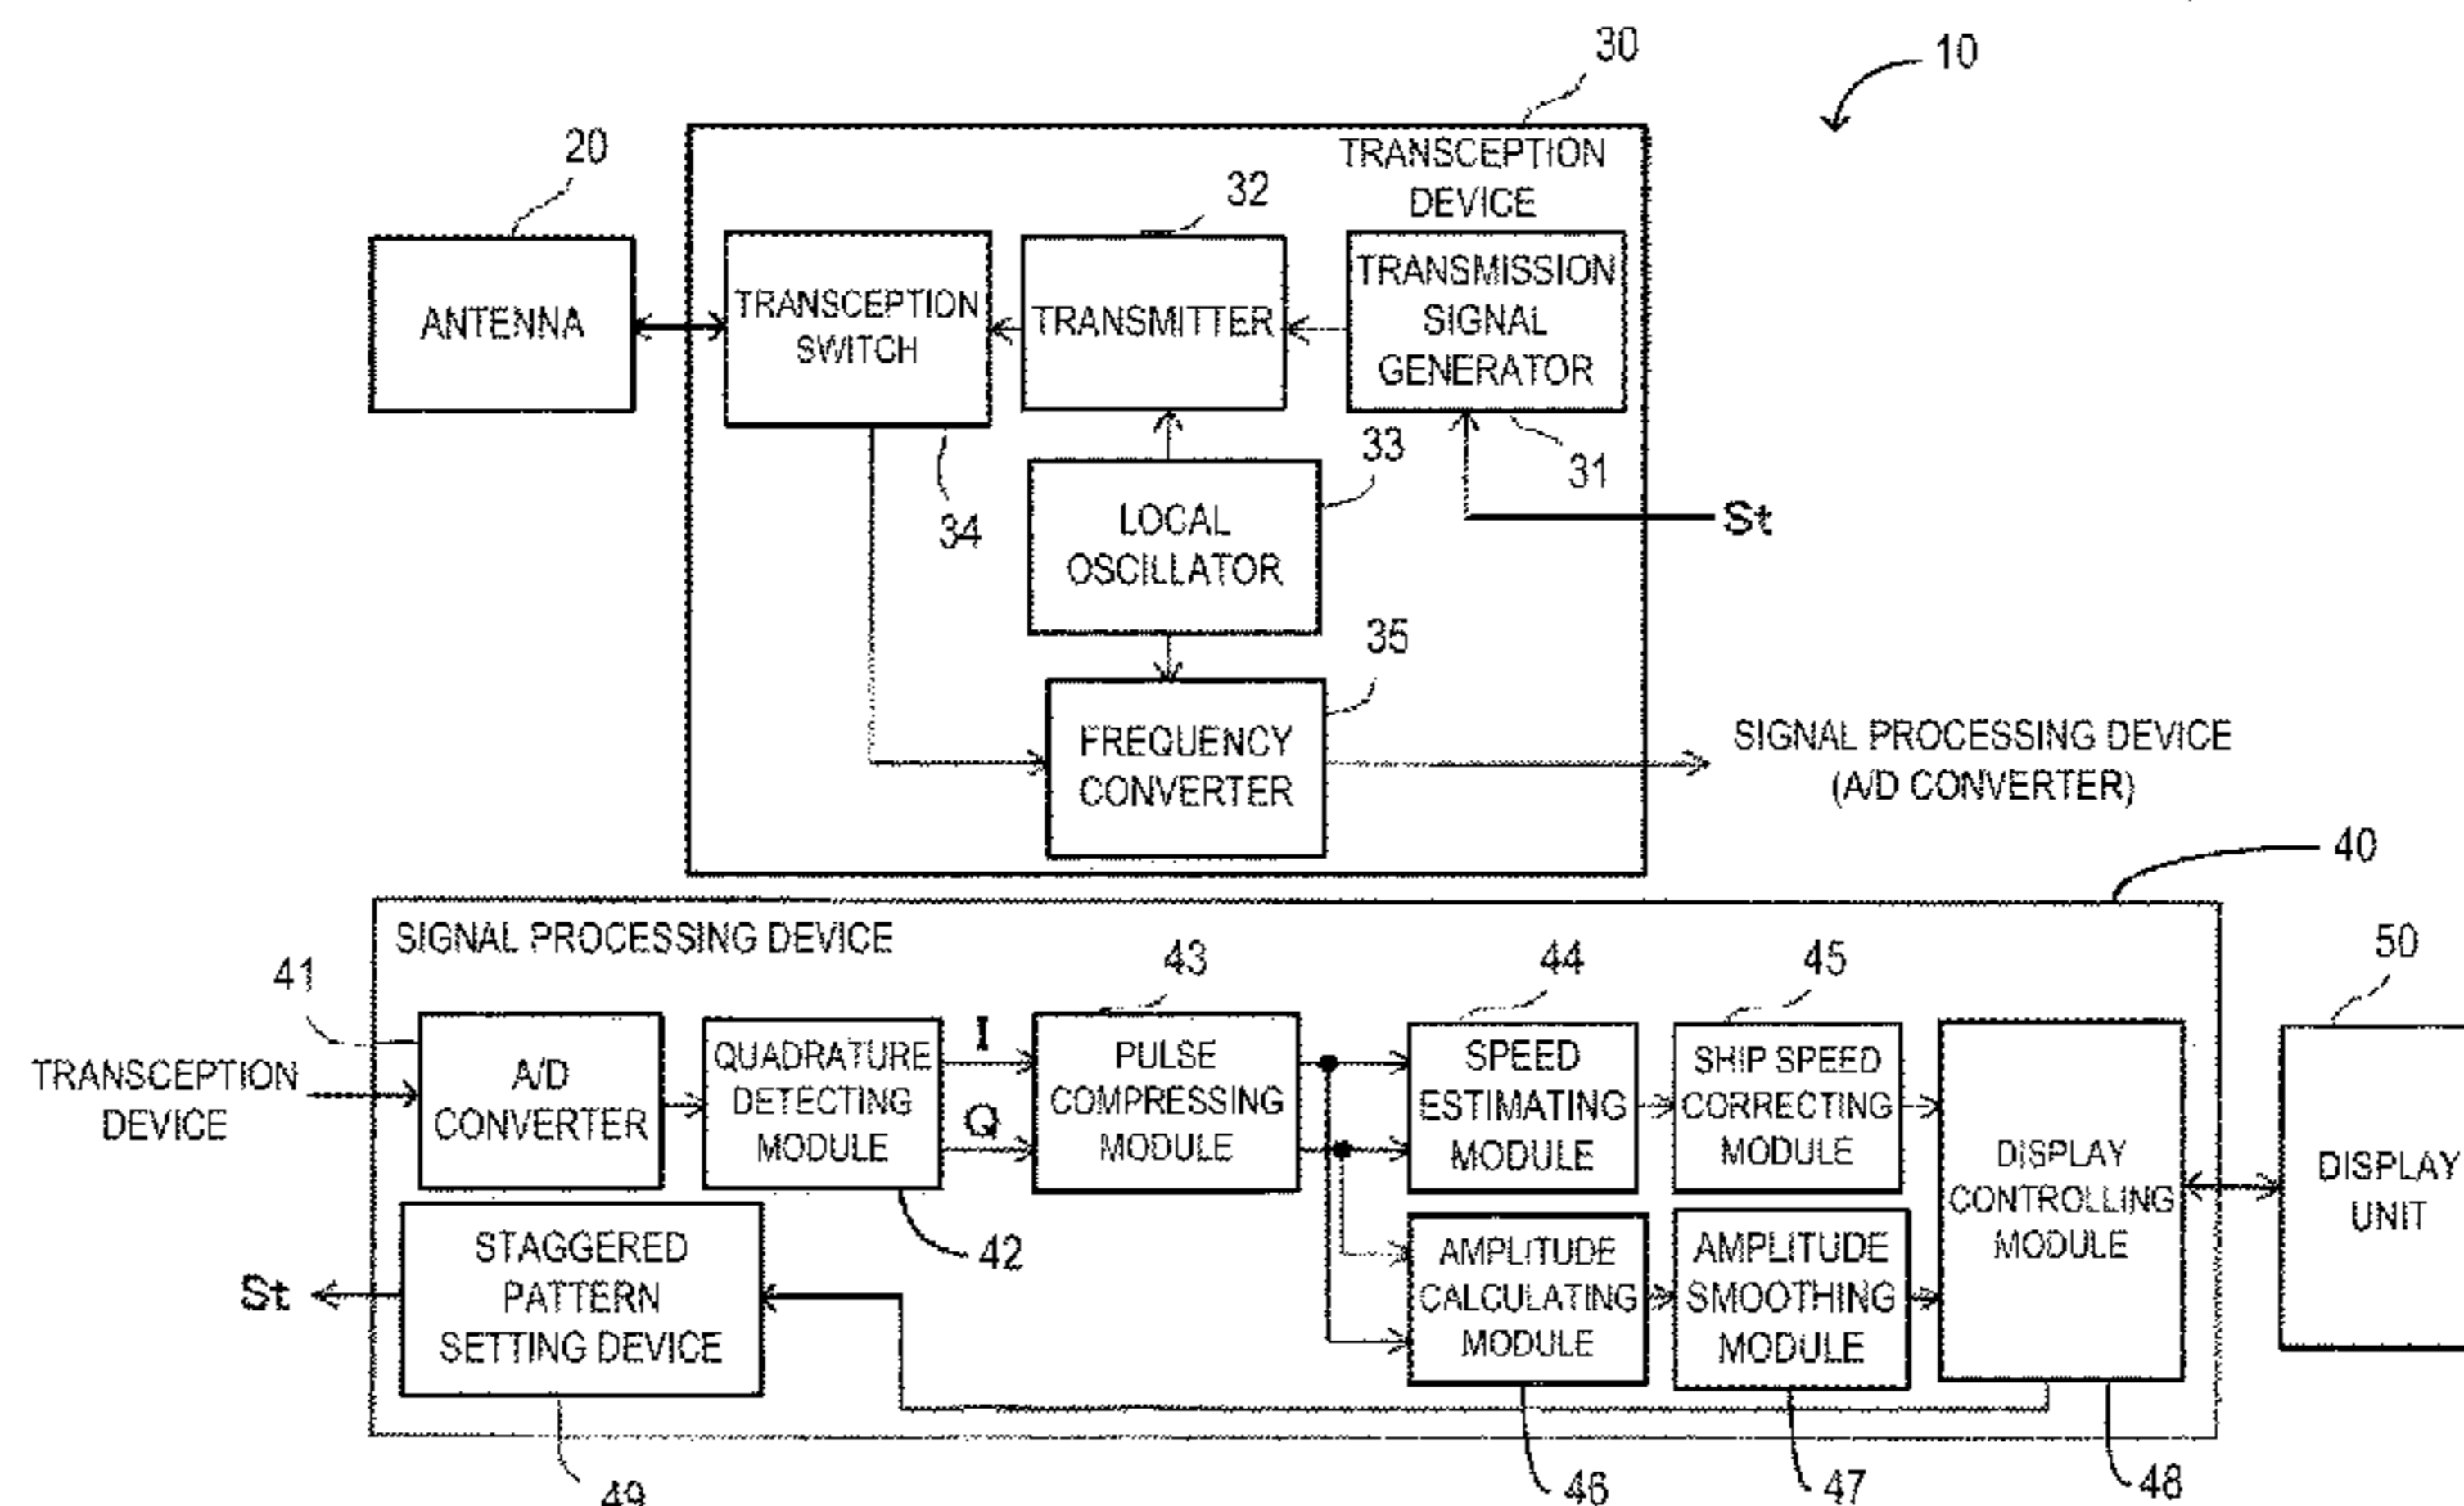 30
10
20
TRANSCEPTION
DEVICE
32
ANTENNA
TRANSCEPTION
SWITCH
TRANSMITTER
TRANSMISSION
SIGNAL
GENERATOR
34
33
31
LOCAL
OSCILLATOR
St
35
FREQUENCY
CONVERTER
SIGNAL PROCESSING DEVICE
(A/D CONVERTER)
40
SIGNAL PROCESSING DEVICE
41
43
44
45
50
TRANSCEPTION
DEVICE
A/D
CONVERTER
QUADRATURE
DETECTING
MODULE
I
Q
PULSE
COMPRESSING
MODULE
SPEED
ESTIMATING
MODULE
SHIP SPEED
CORRECTING
MODULE
DISPLAY
CONTROLLING
MODULE
DISPLAY
UNIT
42
St
STAGGERED
PATTERN
SETTING DEVICE
AMPLITUDE
CALCULATING
MODULE
AMPLITUDE
SMOOTHING
MODULE
49
46
47
48